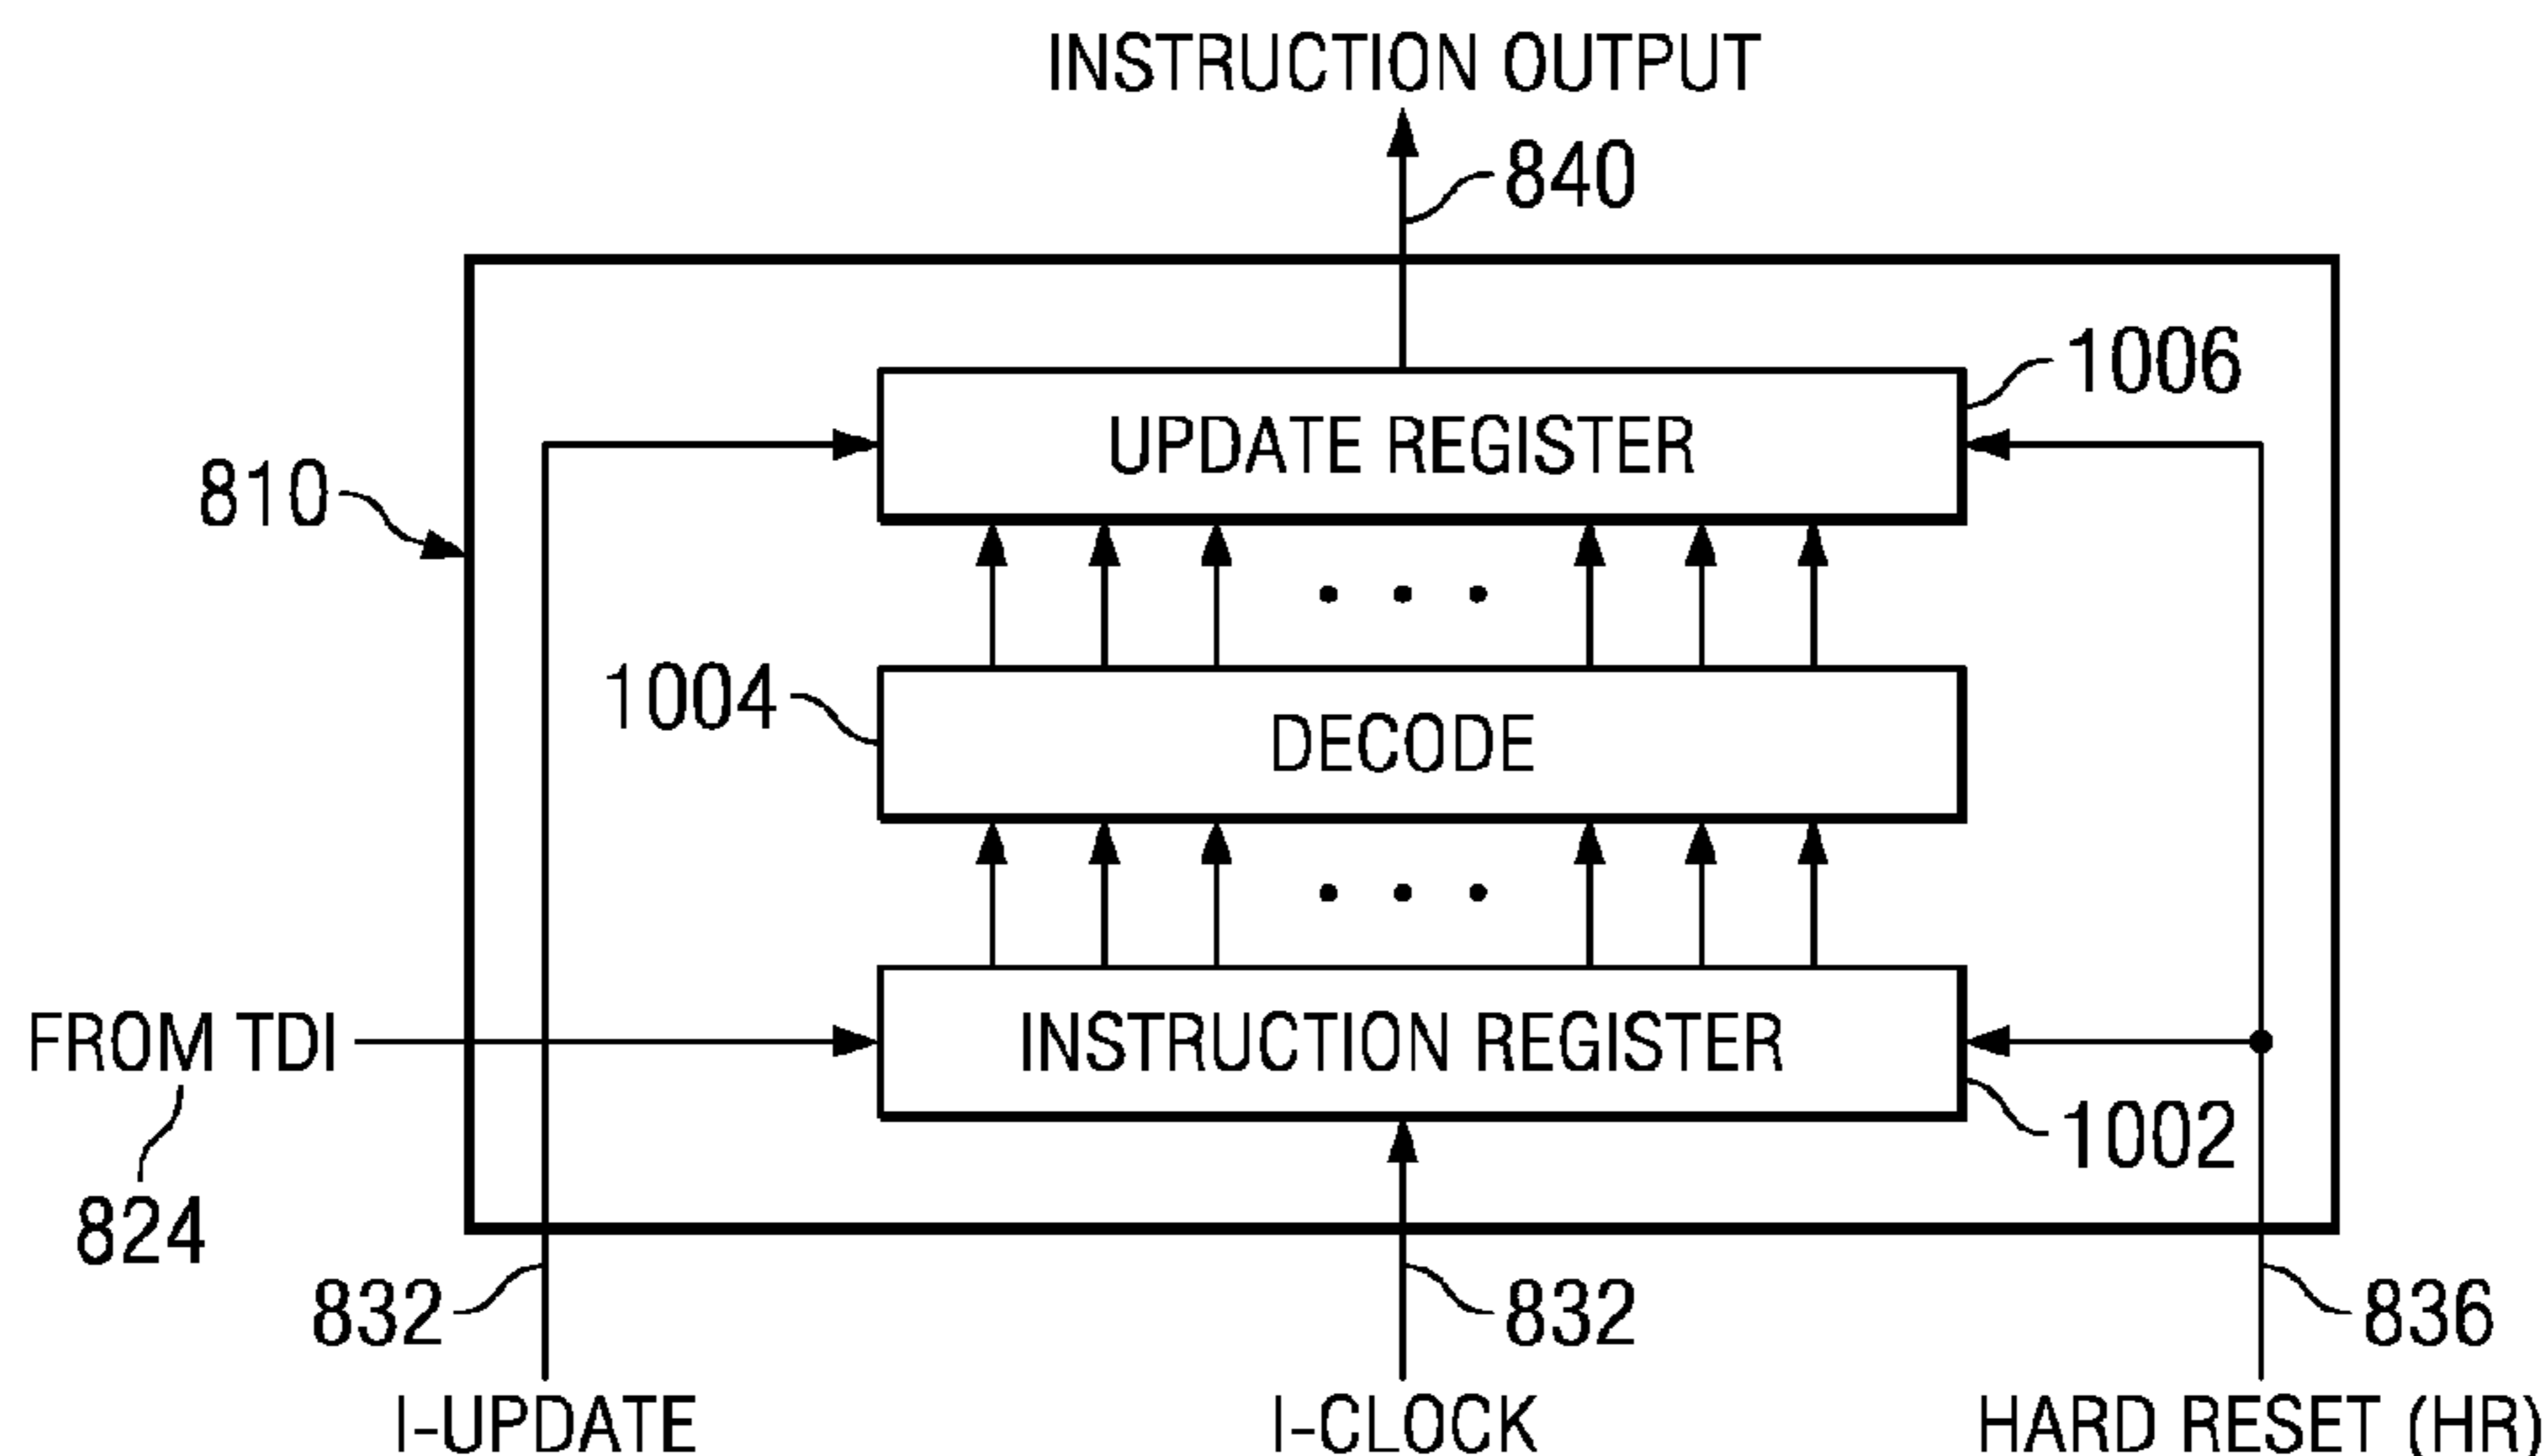 INSTRUCTION OUTPUT
840
1006
UPDATE REGISTER
810
1004
DECODE
FROM TDI
INSTRUCTION REGISTER
824
1002
832
832
836
I-UPDATE
I-CLOCK
HARD RESET (HR)